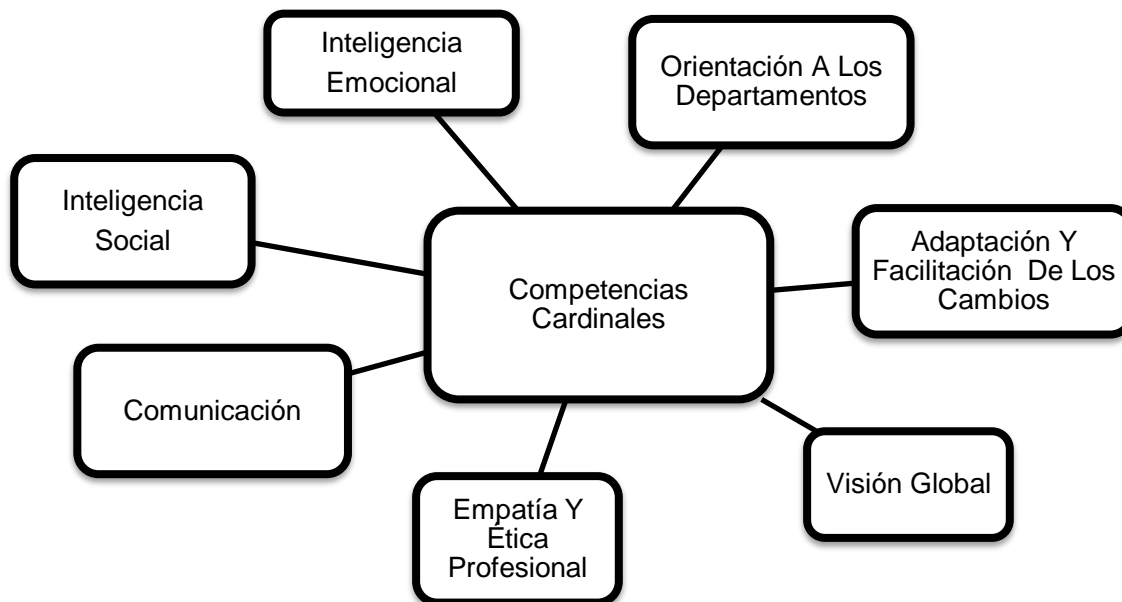 Inteligencia
Emocional
Orientación A Los
Departamentos
Inteligencia
Social
Adaptación Y
Facilitación De Los
Cambios
Competencias
Cardinales
Comunicación
Visión Global
Empatía Y
Ética
Profesional